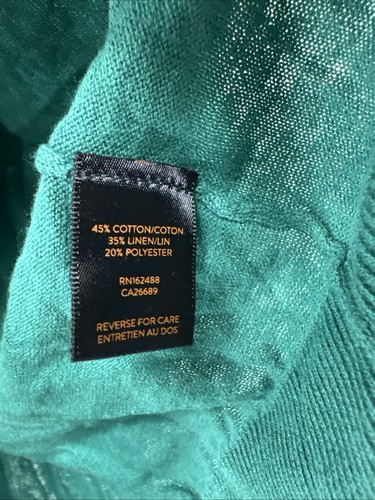 45% COTTON/COTON
35% LINEN/LIN
20% POLYESTER
RN162488
CA26689
REVERSE FOR CARE
ENTRETIEN AU DOS